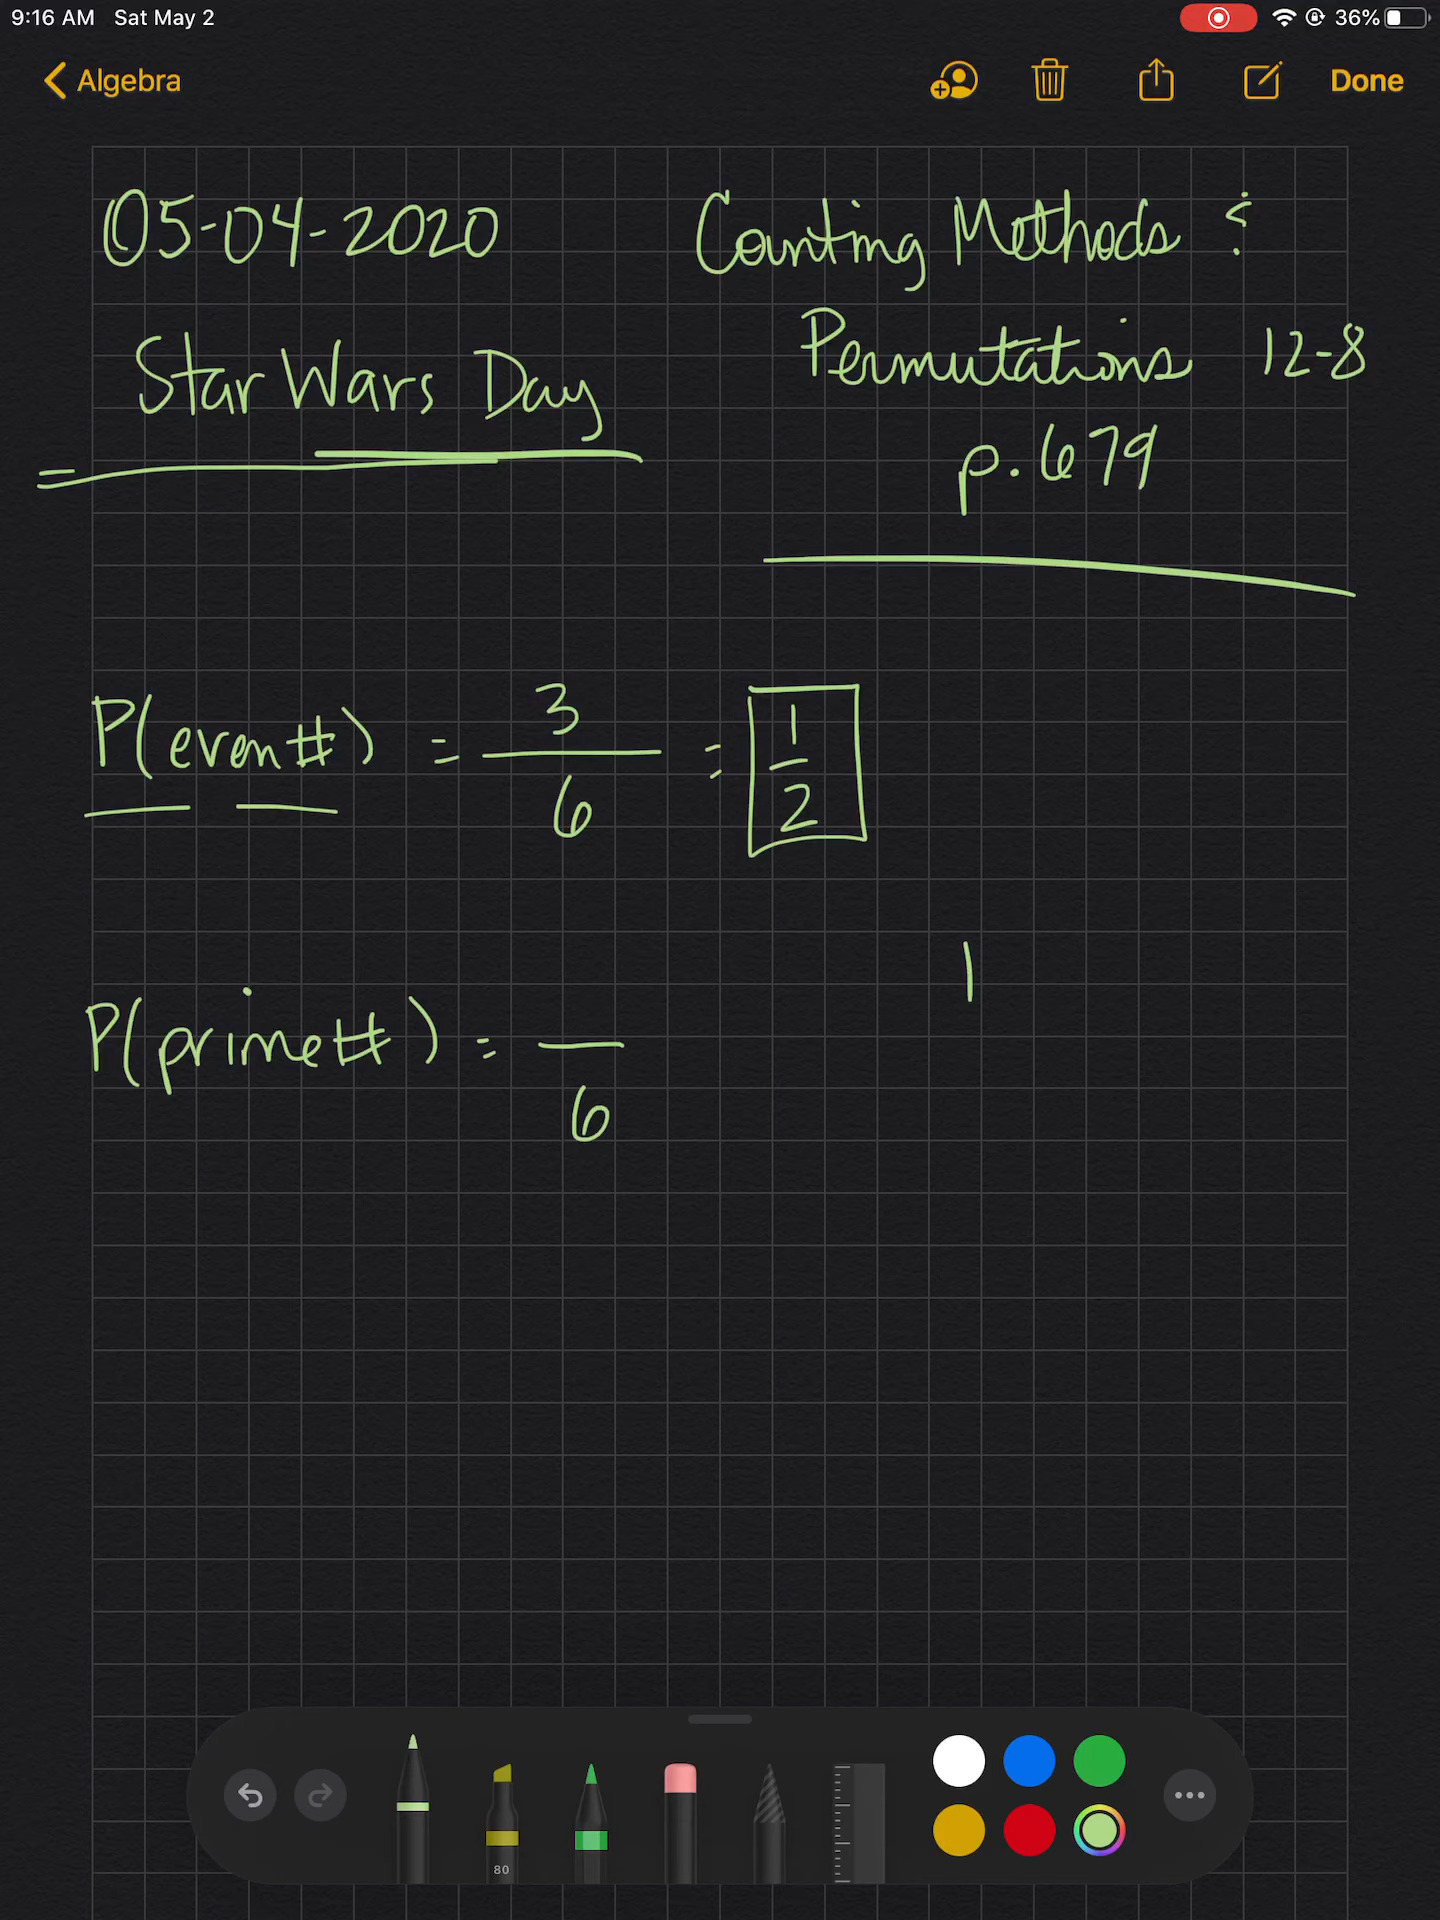 9:16 AM Sat May 2
36%
Algebra
Done
05-04-2020
Counting Methods &
Star Wars Day
Permutations 12-8
p. 679
P(even#) = 3/6 = 1/2
1
P(prime#) = /6
80